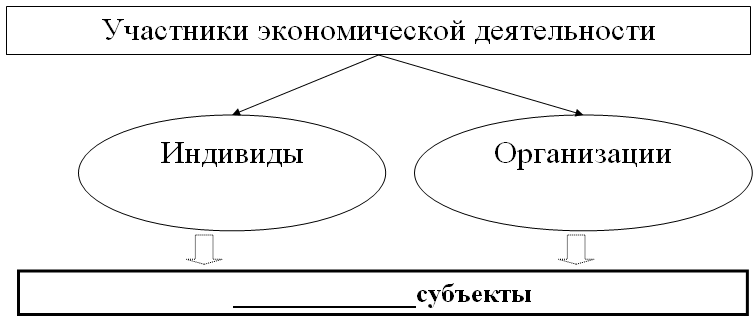 Участники экономической деятельности
Индивиды
Организации
_____________субъекты